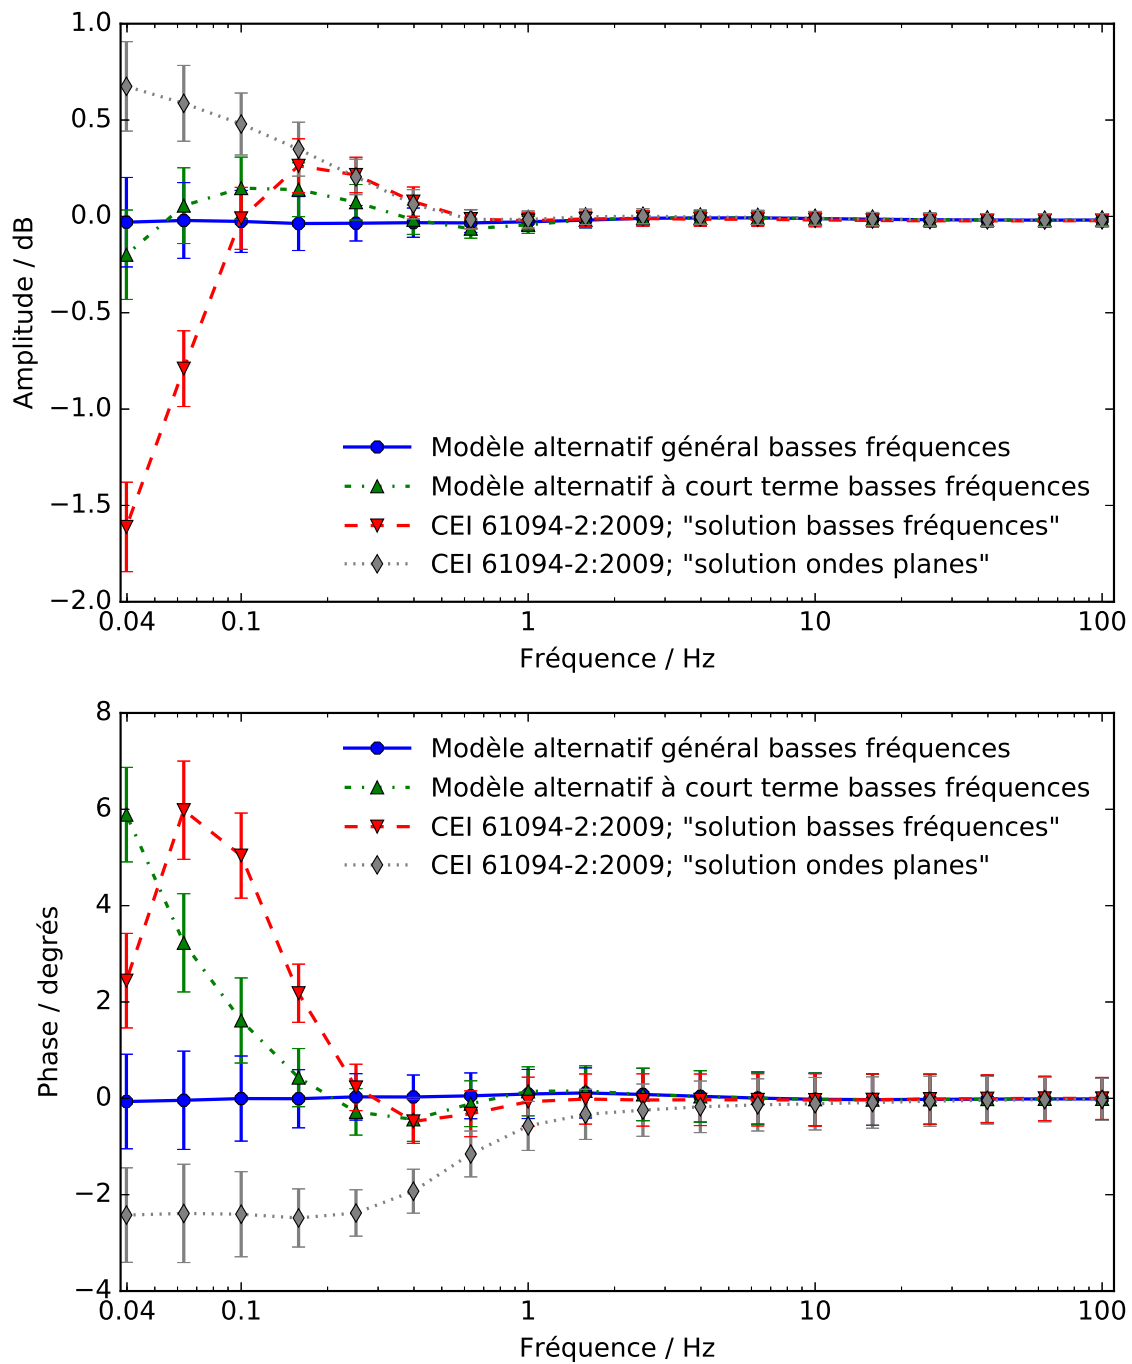 1.0
0.5
0.0
−0.5
−1.0
−1.5
−2.0
Amplitude / dB
Modèle alternatif général basses fréquences
Modèle alternatif à court terme basses fréquences
CEI 61094-2:2009; "solution basses fréquences"
CEI 61094-2:2009; "solution ondes planes"
0.04 0.1 1 10 100
Fréquence / Hz
8
6
4
2
0
−2
−4
Phase / degrés
Modèle alternatif général basses fréquences
Modèle alternatif à court terme basses fréquences
CEI 61094-2:2009; "solution basses fréquences"
CEI 61094-2:2009; "solution ondes planes"
0.04 0.1 1 10 100
Fréquence / Hz